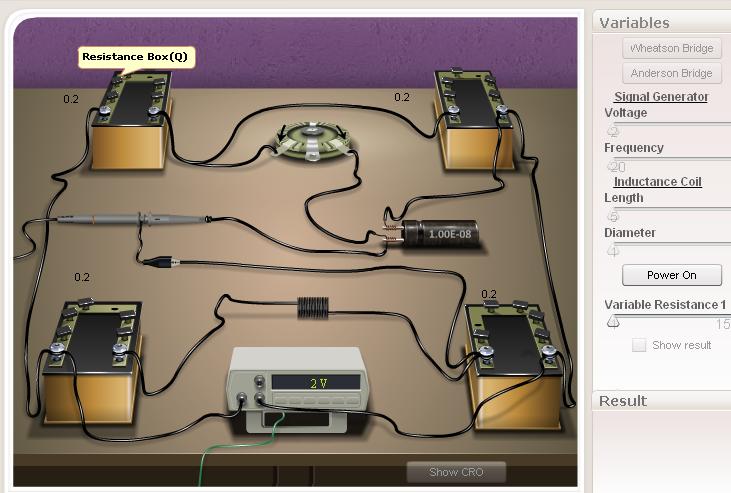 Resistance Box(Q)
0.2
0.2
1.00E-08
0.2
0.2
2 V
Show CRO
Variables
Wheatson Bridge
Anderson Bridge
Signal Generator
Voltage
2
Frequency
20
Inductance Coil
Length
5
Diameter
Power On
Variable Resistance 1
15
Show result
Result